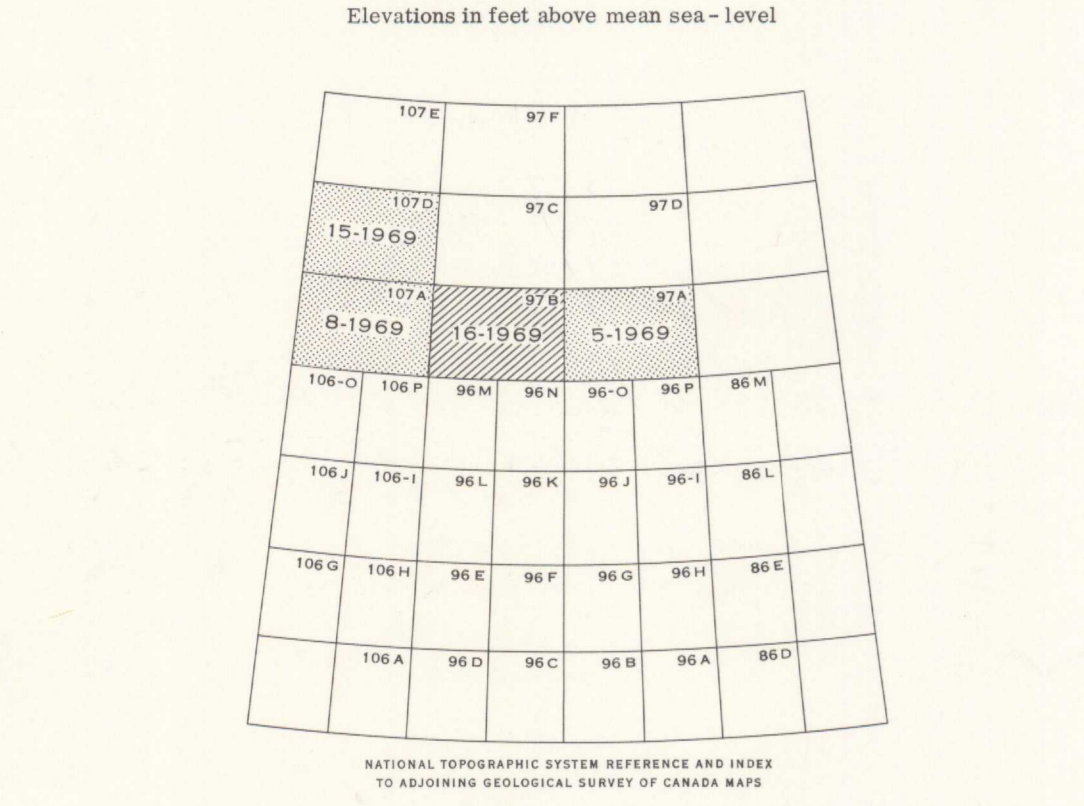 Elevations in feet above mean sea-level
107 E 97 F
107 D 97 C 97 D
15-1969
107 A 97 B 97 A
8-1969 16-1969 5-1969
106-O 106 P 96 M 96 N 96-O 96 P 86 M
106 J 106-I 96 L 96 K 96 J 96-I 86 L
106 G 106 H 96 E 96 F 96 G 96 H 86 E
106 A 96 D 96 C 96 B 96 A 86 D
NATIONAL TOPOGRAPHIC SYSTEM REFERENCE AND INDEX
TO ADJOINING GEOLOGICAL SURVEY OF CANADA MAPS